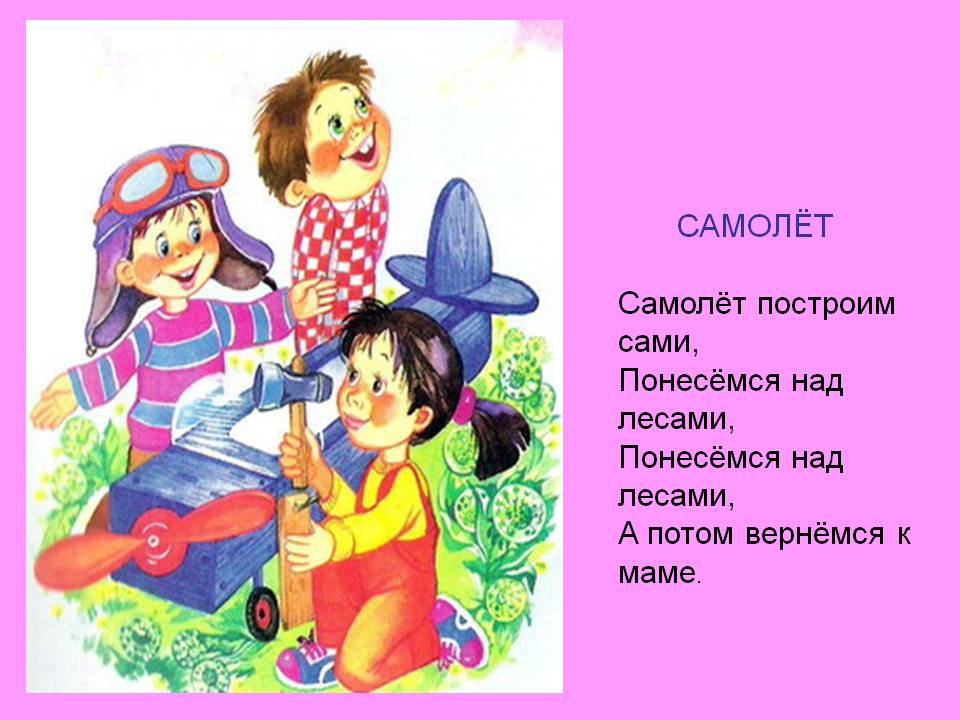 САМОЛЁТ
Самолёт построим
сами,
Понесёмся над
лесами,
Понесёмся над
лесами,
А потом вернёмся к
маме.